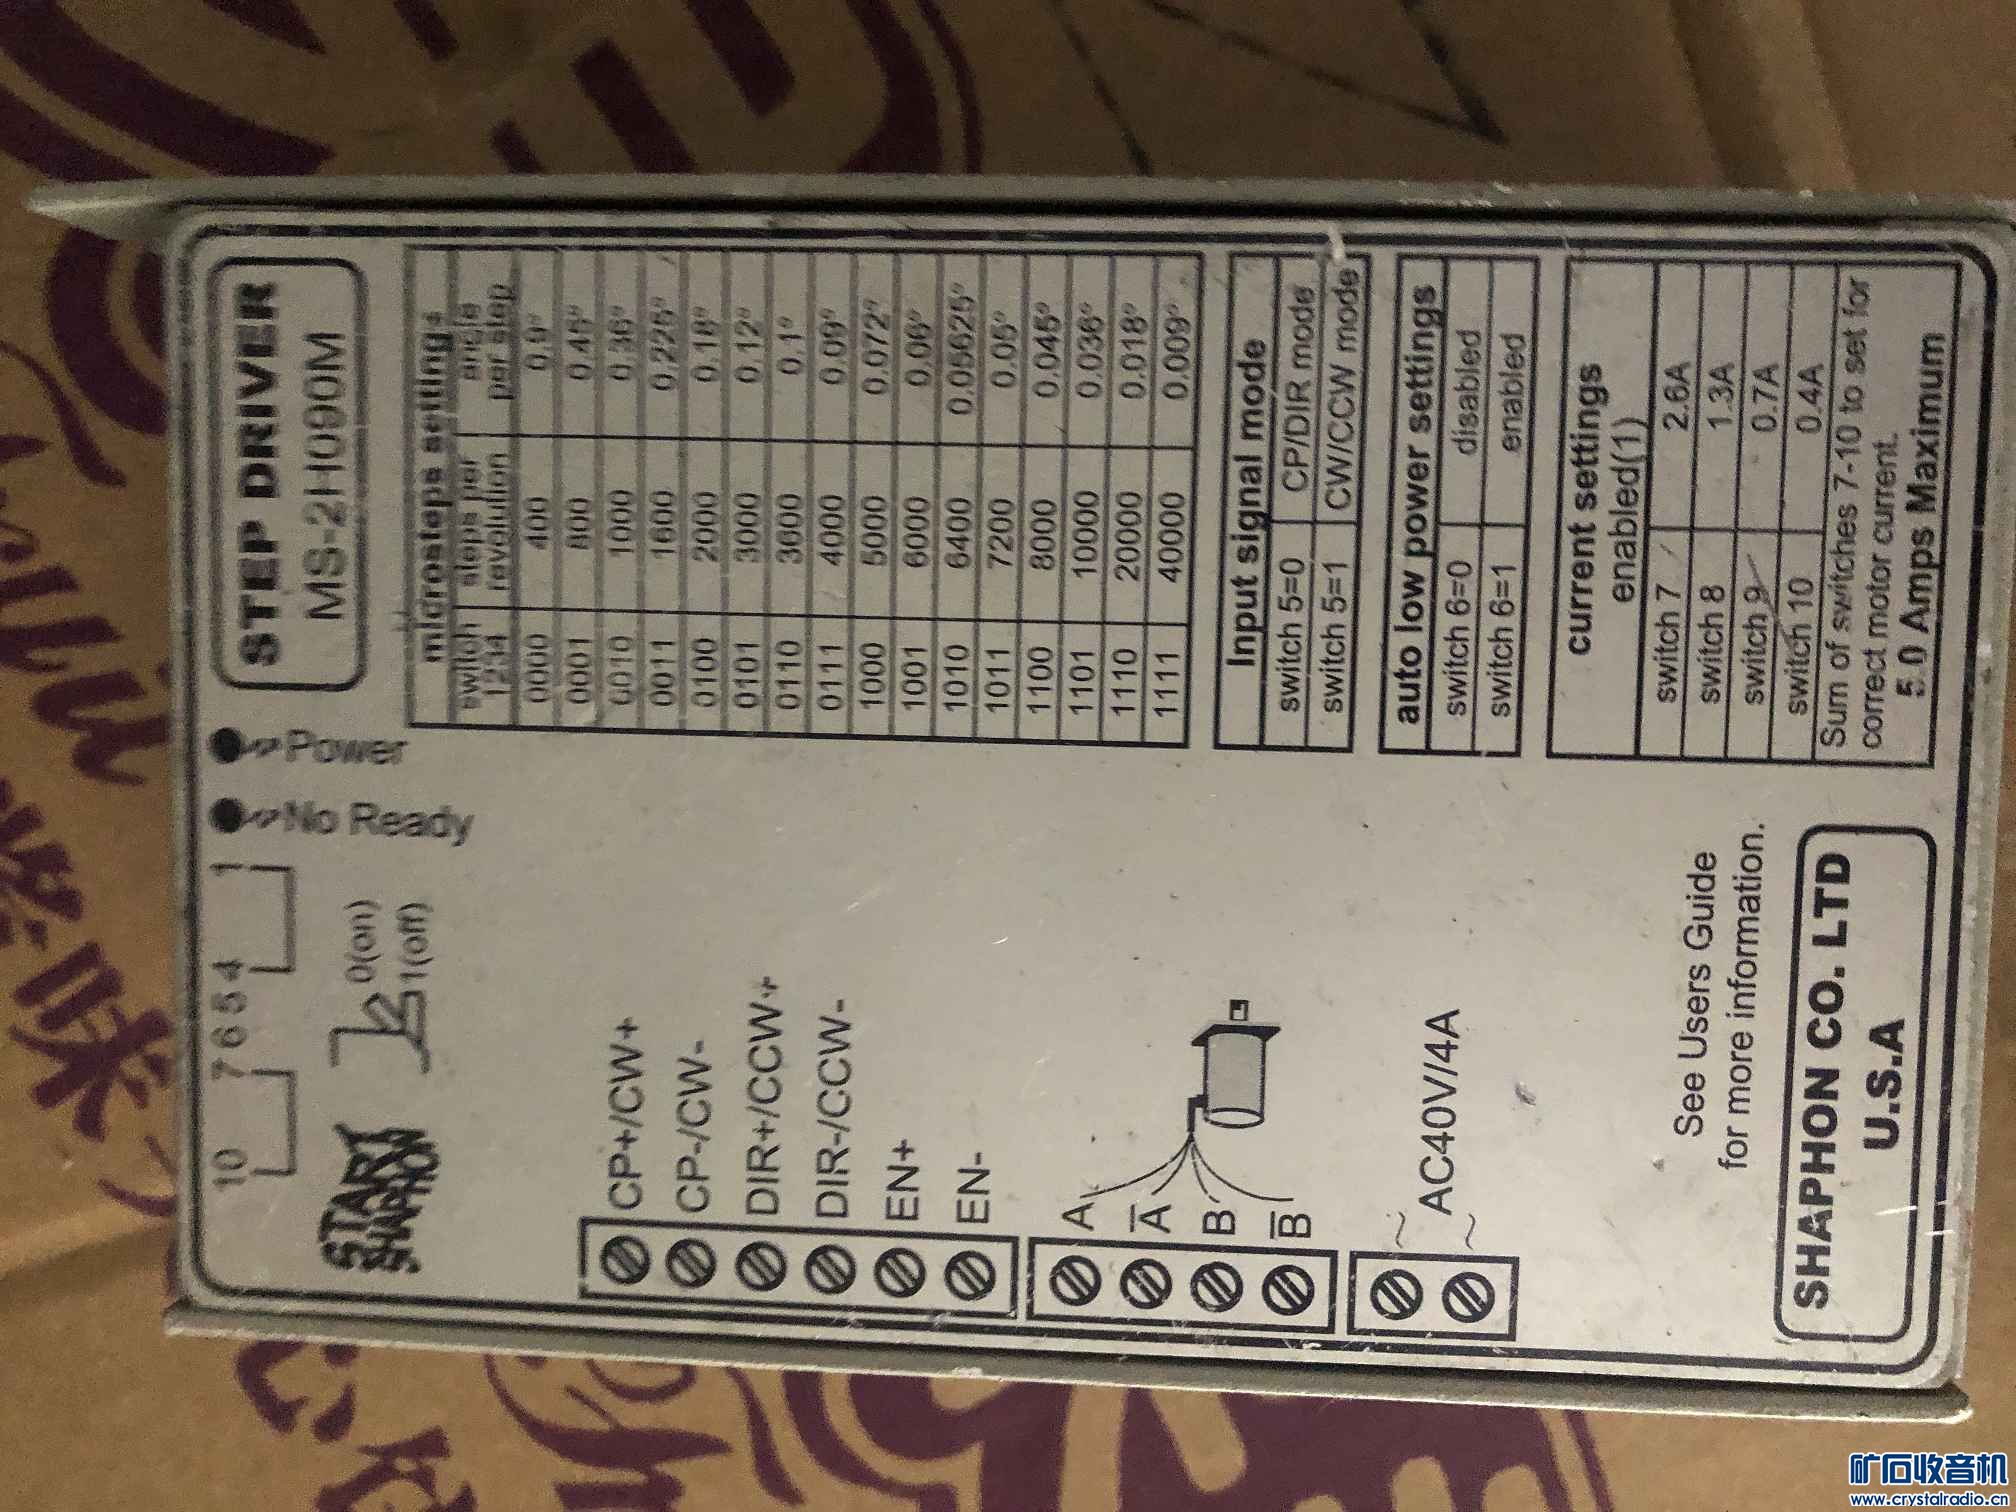 STEP DRIVER
MS-2H090M
microsteps settings
switch 1234 steps per revolution angle per step
0000 400 0.9°
0001 800 0.45°
0010 1000 0.36°
0011 1600 0.225°
0100 2000 0.18°
0101 3000 0.12°
0110 3600 0.1°
0111 4000 0.09°
1000 5000 0.072°
1001 6000 0.06°
1010 6400 0.05625°
1011 7200 0.05°
1100 8000 0.045°
1101 10000 0.036°
1110 20000 0.018°
1111 40000 0.009°
Input signal mode
switch 5=0 CP/DIR mode
switch 5=1 CW/CCW mode
auto low power settings
switch 6=0 disabled
switch 6=1 enabled
current settings
enabled(1)
switch 7 2.6A
switch 8 1.3A
switch 9 0.7A
switch 10 0.4A
Sum of switches 7-10 to set for
correct motor current.
5.0 Amps Maximum
Power
No Ready
10 7 6 5 4 1
0(on)
1(off)
START
SHAPHON
CP+/CW+
CP-/CW-
DIR+/CCW+
DIR-/CCW-
EN+
EN-
A
A̅
B
B̅
~
AC40V/4A
~
See Users Guide
for more information.
SHAPHON CO. LTD
U.S.A
矿石收音机
www.crystalradio.cn